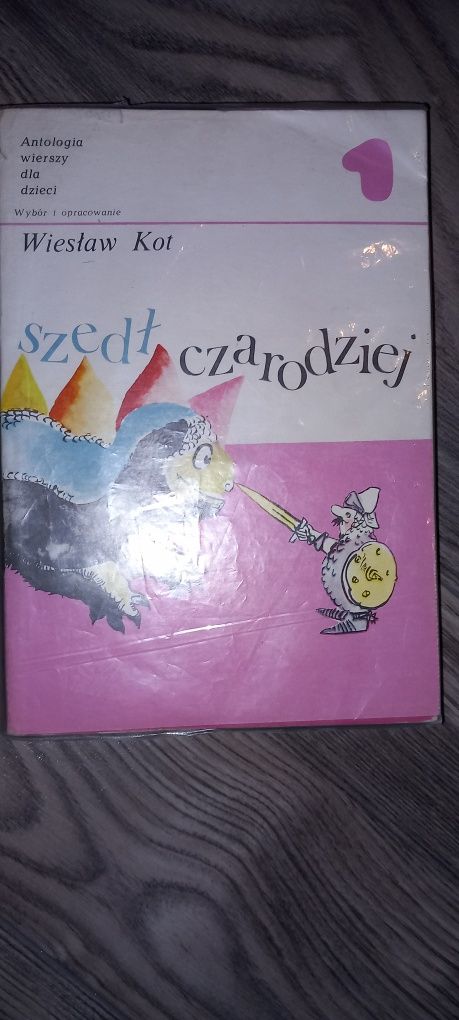 Antologia
wierszy
dla
dzieci
1
Wybór i opracowanie
Wiesław Kot
szedł czarodziej